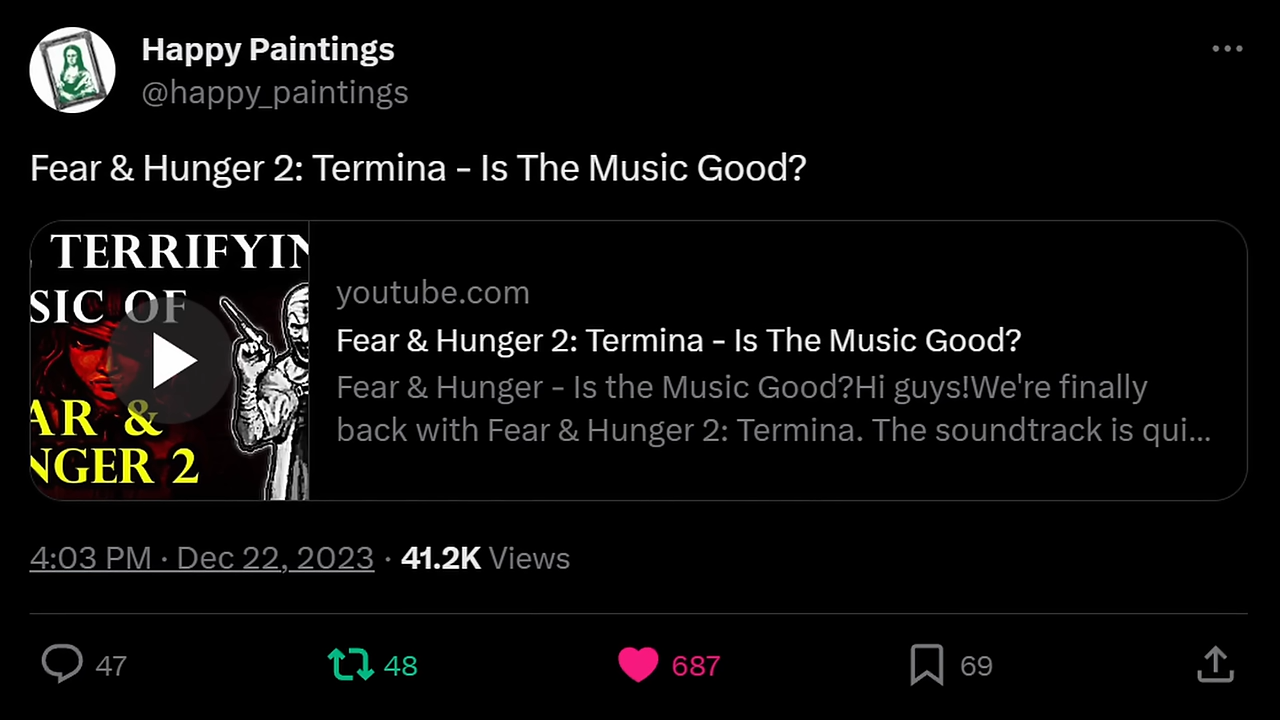 Happy Paintings
@happy_paintings
Fear & Hunger 2: Termina - Is The Music Good?
TERRIFYIN
SIC OF
AR &
NGER 2
youtube.com
Fear & Hunger 2: Termina - Is The Music Good?
Fear & Hunger - Is the Music Good?Hi guys!We're finally
back with Fear & Hunger 2: Termina. The soundtrack is qui...
4:03 PM · Dec 22, 2023 · 41.2K Views
47 48 687 69